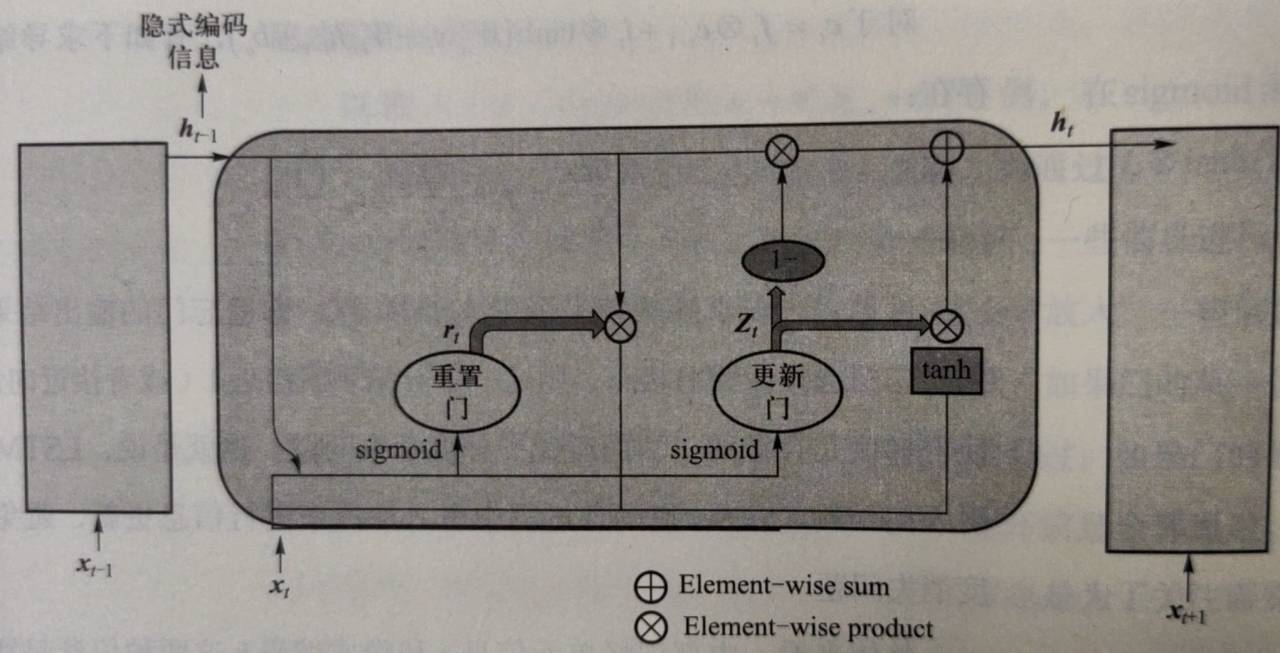 隐式编码
信息
h_{t-1}
h_t
1-
r_t
Z_t
重置
门
更新
门
tanh
sigmoid
sigmoid
x_{t-1}
x_t
x_{t+1}
⊕ Element-wise sum
⊗ Element-wise product